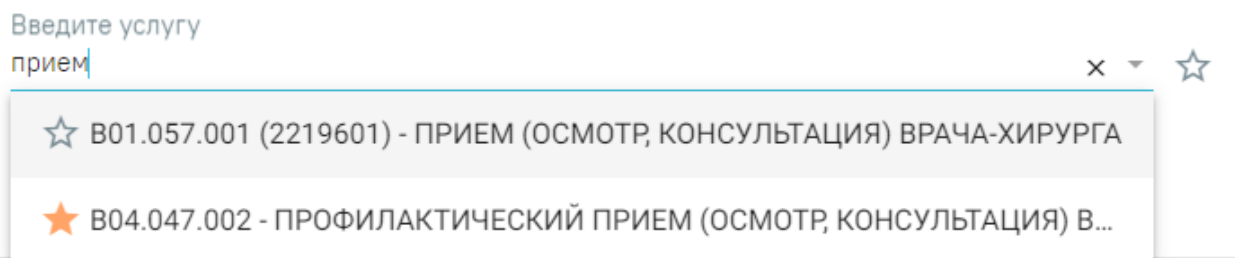 Введите услугу
прием
B01.057.001 (2219601) - ПРИЕМ (ОСМОТР, КОНСУЛЬТАЦИЯ) ВРАЧА-ХИРУРГА
B04.047.002 - ПРОФИЛАКТИЧЕСКИЙ ПРИЕМ (ОСМОТР, КОНСУЛЬТАЦИЯ) В...